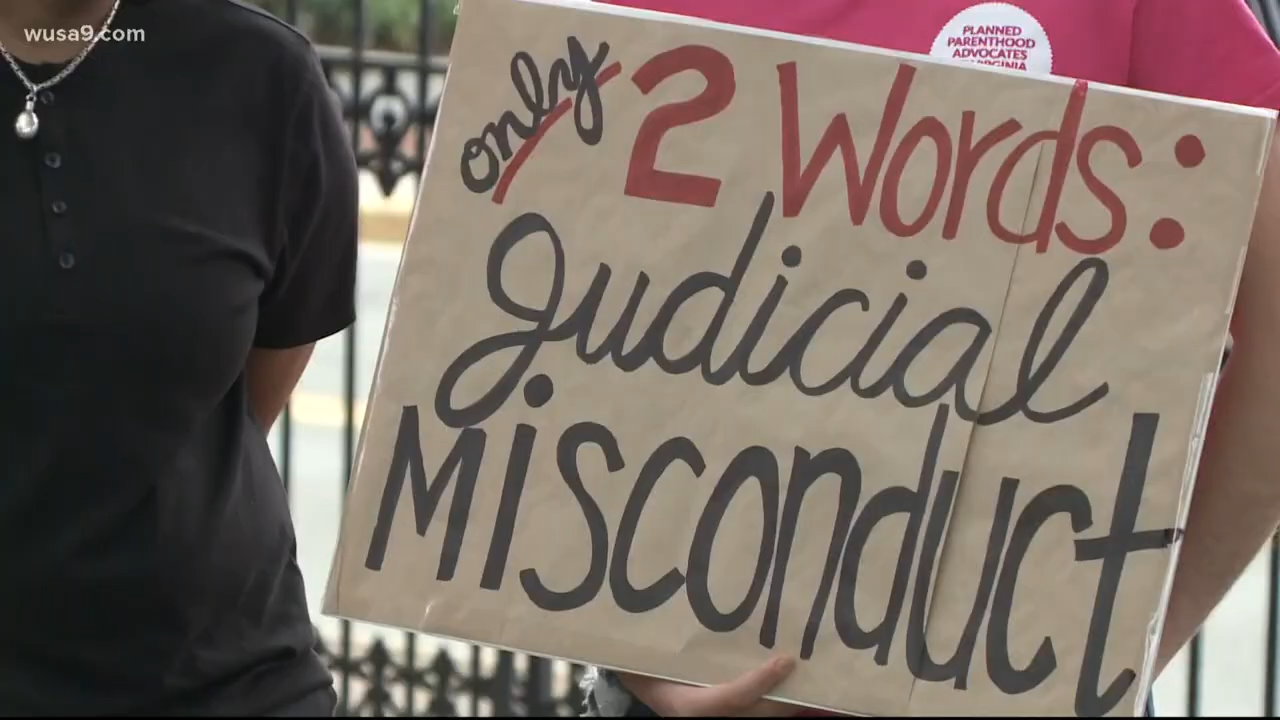 wusa9.com
PLANNED
PARENTHOOD
ADVOCATES
only 2 Words:
Judicial
Misconduct